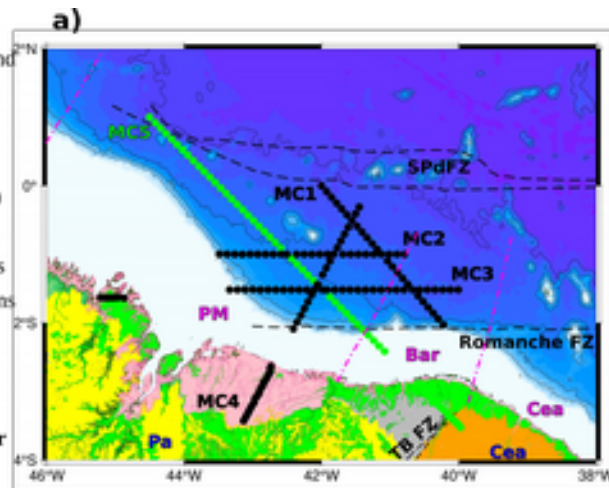 a)
2°N
MC5
SPdFZ
0°
MC1
MC2
MC3
PM
2°S
Romanche FZ
Bar
MC4
Cea
Pa
TB FZ
Cea
4°S
46°W
44°W
42°W
40°W
38°W